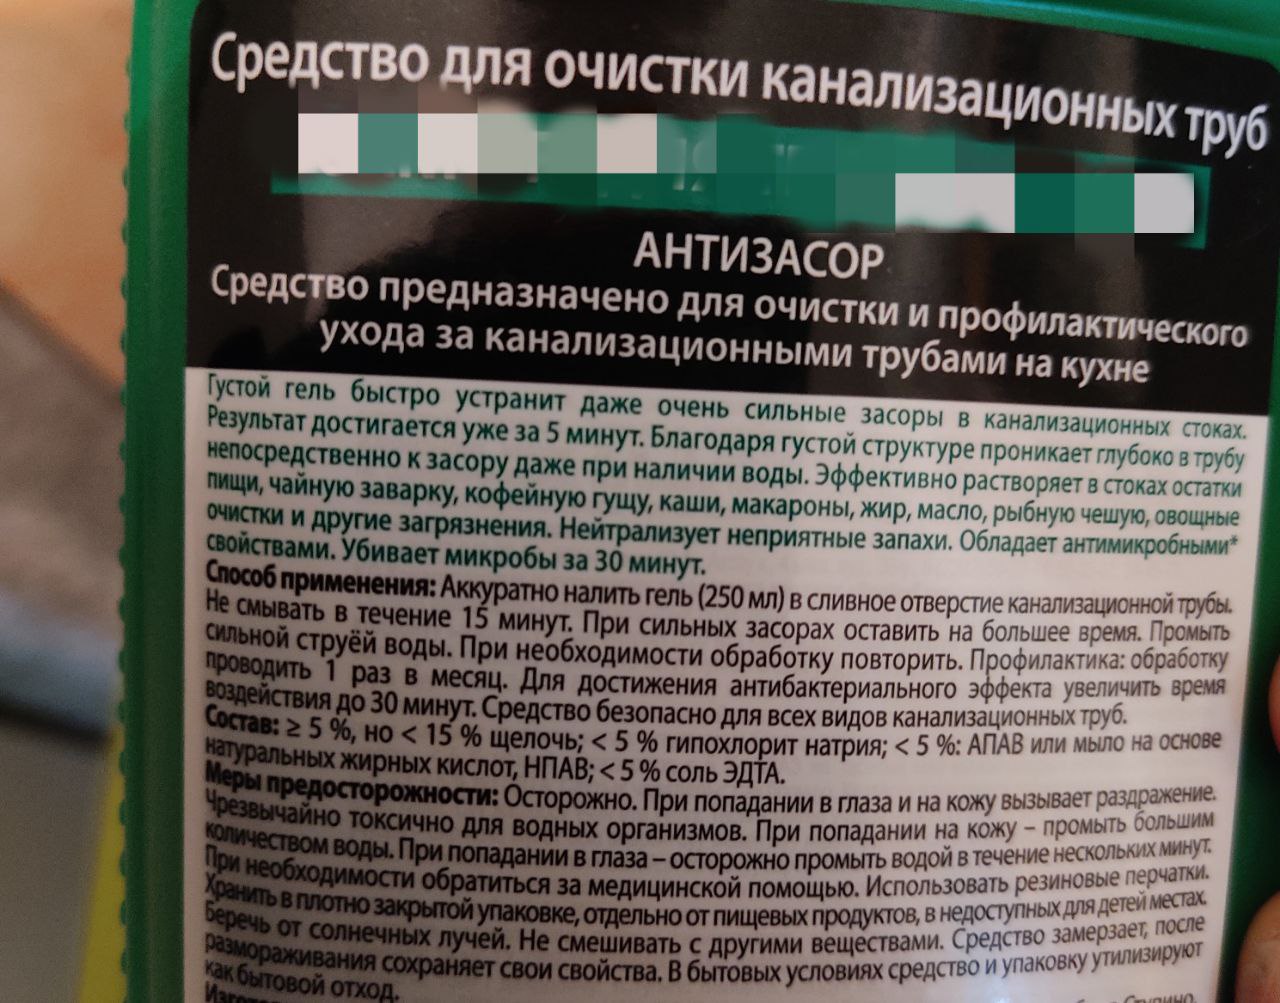 Средство для очистки канализационных труб
АНТИЗАСОР
Средство предназначено для очистки и профилактического
ухода за канализационными трубами на кухне
Густой гель быстро устранит даже очень сильные засоры в канализационных стоках.
Результат достигается уже за 5 минут. Благодаря густой структуре проникает глубоко в трубу
непосредственно к засору даже при наличии воды. Эффективно растворяет в стоках остатки
пищи, чайную заварку, кофейную гущу, каши, макароны, жир, масло, рыбную чешую, овощные
очистки и другие загрязнения. Нейтрализует неприятные запахи. Обладает антимикробными*
свойствами. Убивает микробы за 30 минут.
Способ применения: Аккуратно налить гель (250 мл) в сливное отверстие канализационной трубы.
Не смывать в течение 15 минут. При сильных засорах оставить на большее время. Промыть
сильной струёй воды. При необходимости обработку повторить. Профилактика: обработку
проводить 1 раз в месяц. Для достижения антибактериального эффекта увеличить время
воздействия до 30 минут. Средство безопасно для всех видов канализационных труб.
Состав: ≥ 5 %, но < 15 % щелочь; < 5 % гипохлорит натрия; < 5 %: АПАВ или мыло на основе
натуральных жирных кислот, НПАВ; < 5 % соль ЭДТА.
Меры предосторожности: Осторожно. При попадании в глаза и на кожу вызывает раздражение.
Чрезвычайно токсично для водных организмов. При попадании на кожу – промыть большим
количеством воды. При попадании в глаза – осторожно промыть водой в течение нескольких минут.
При необходимости обратиться за медицинской помощью. Использовать резиновые перчатки.
Хранить в плотно закрытой упаковке, отдельно от пищевых продуктов, в недоступных для детей местах.
Беречь от солнечных лучей. Не смешивать с другими веществами. Средство замерзает, после
размораживания сохраняет свои свойства. В бытовых условиях средство и упаковку утилизируют
как бытовой отход.